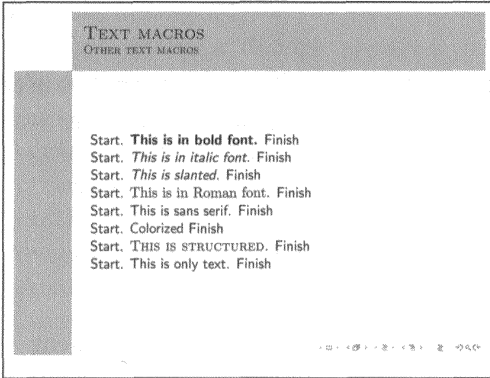 TEXT MACROS
OTHER TEXT MACROS
Start. This is in bold font. Finish
Start. This is in italic font. Finish
Start. This is slanted. Finish
Start. This is in Roman font. Finish
Start. This is sans serif. Finish
Start. Colorized Finish
Start. THIS IS STRUCTURED. Finish
Start. This is only text. Finish